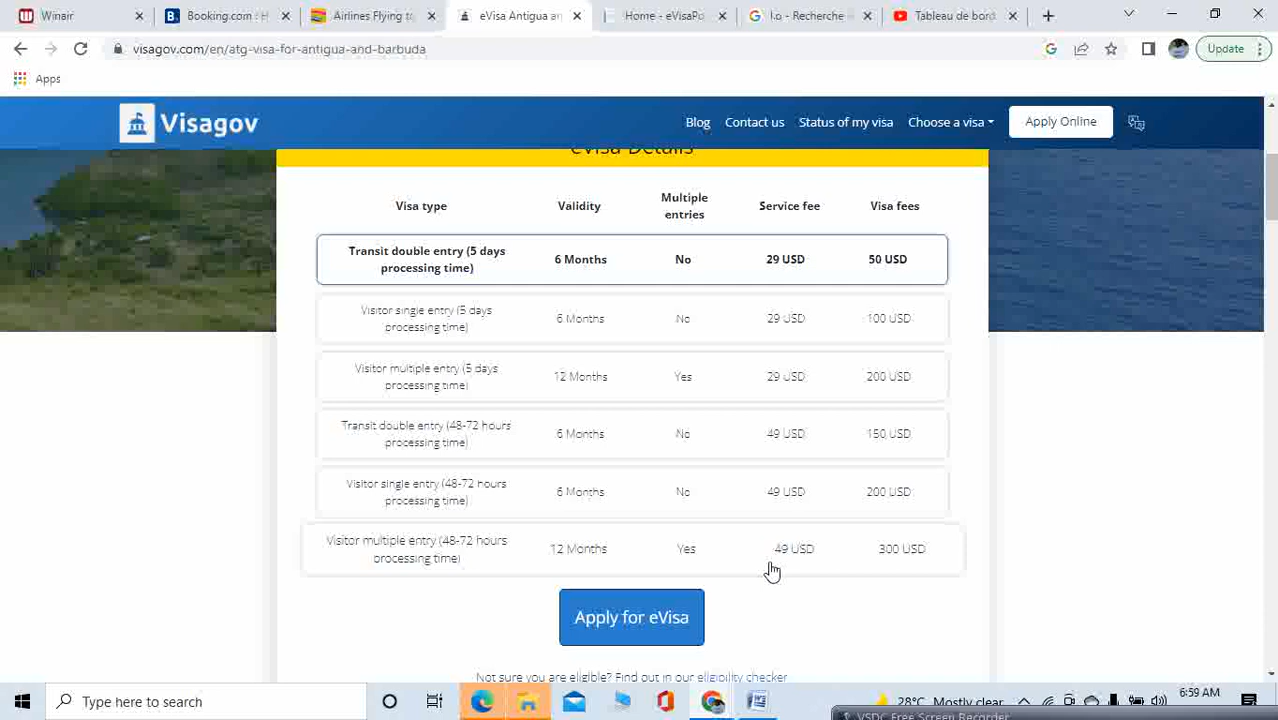 Winair
Booking.com : H
Airlines Flying to
eVisa Antigua an
Home - eVisaPo
- Recherche
Tableau de bord
visagov.com/en/atg-visa-for-antigua-and-barbuda
Update
Apps
Visagov
Blog
Contact us
Status of my visa
Choose a visa
Apply Online
eVisa Details
Visa type
Validity
Multiple
entries
Service fee
Visa fees
Transit double entry (5 days
processing time)
6 Months
No
29 USD
50 USD
Visitor single entry (5 days
processing time)
6 Months
No
29 USD
100 USD
Visitor multiple entry (5 days
processing time)
12 Months
Yes
29 USD
200 USD
Transit double entry (48-72 hours
processing time)
6 Months
No
49 USD
150 USD
Visitor single entry (48-72 hours
processing time)
6 Months
No
49 USD
200 USD
Visitor multiple entry (48-72 hours
processing time)
12 Months
Yes
49 USD
300 USD
Apply for eVisa
Not sure you are eligible? Find out in our eligibility checker
Type here to search
28°C Mostly clear
6:59 AM
VSDC Free Screen Recorder